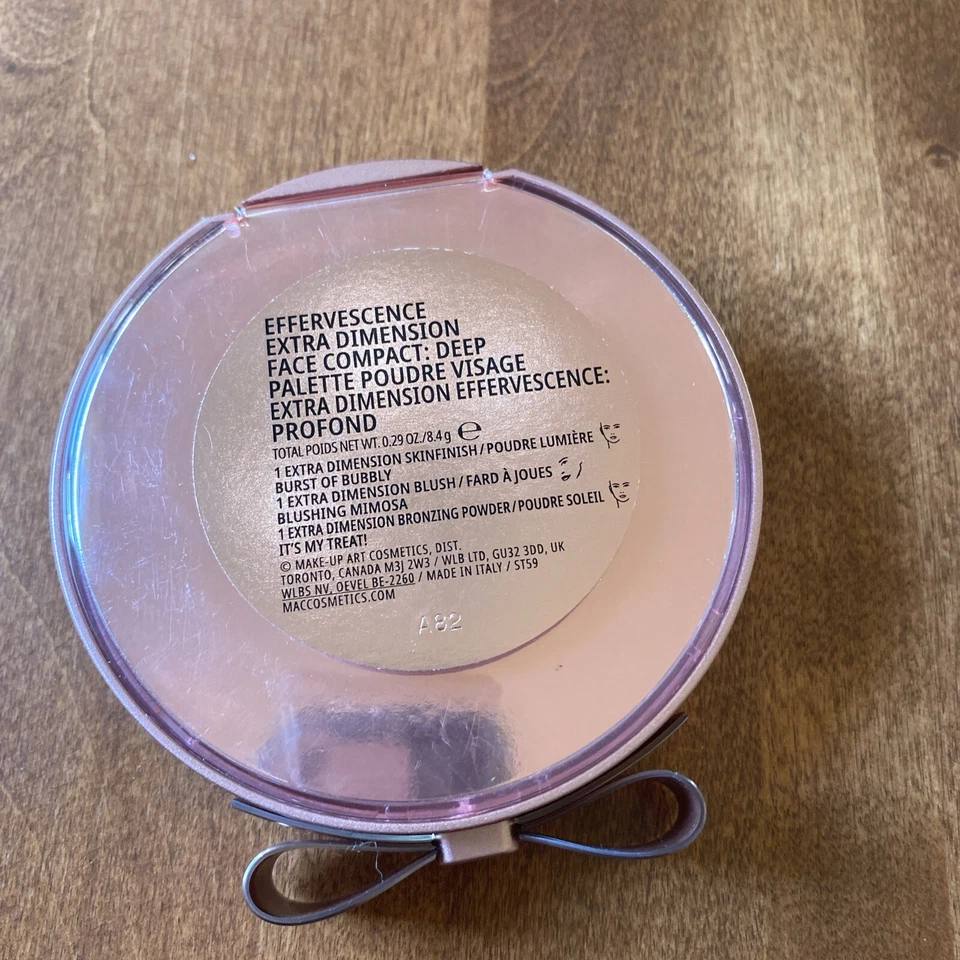 EFFERVESCENCE
EXTRA DIMENSION
FACE COMPACT: DEEP
PALETTE POUDRE VISAGE
EXTRA DIMENSION EFFERVESCENCE:
PROFOND
TOTAL POIDS NET WT. 0.29 OZ./8.4 g ℮
1 EXTRA DIMENSION SKINFINISH / POUDRE LUMIÈRE
BURST OF BUBBLY
1 EXTRA DIMENSION BLUSH / FARD À JOUES
BLUSHING MIMOSA
1 EXTRA DIMENSION BRONZING POWDER / POUDRE SOLEIL
IT'S MY TREAT!
© MAKE-UP ART COSMETICS, DIST.
TORONTO, CANADA M3J 2W3 / WLB LTD, GU32 3DD, UK
WLBS NV, OEVEL BE-2260 / MADE IN ITALY / ST59
MACCOSMETICS.COM
A82